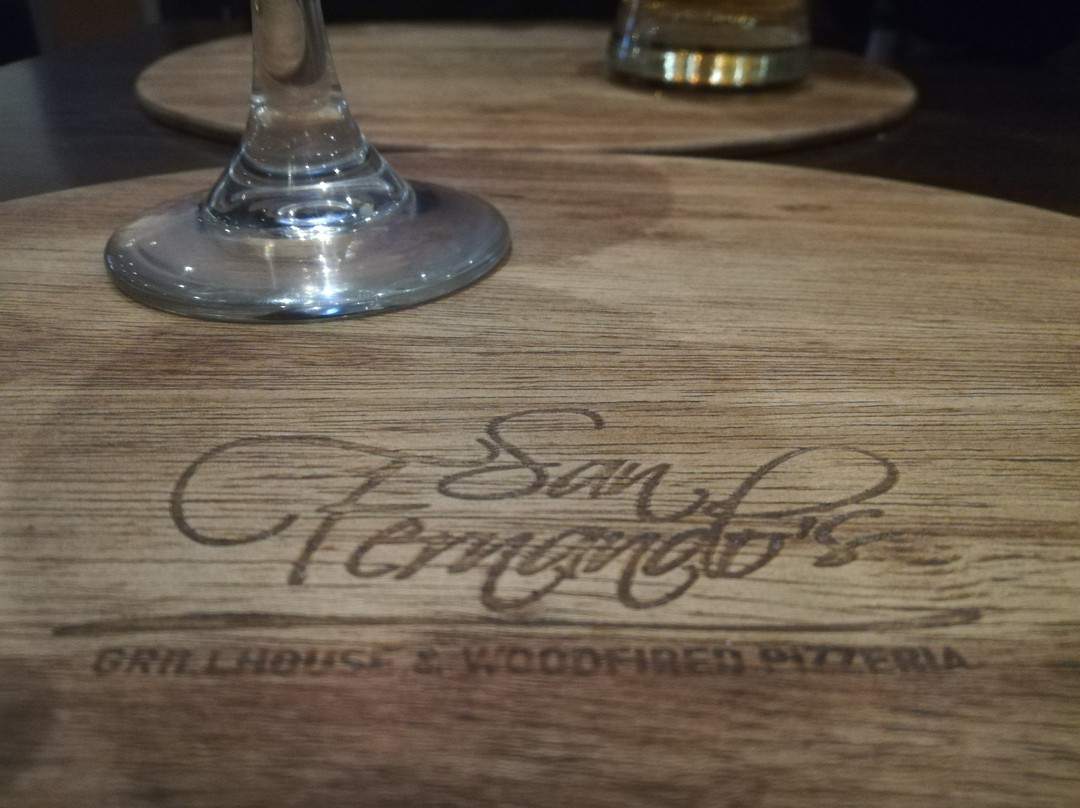 San
Fernando's
GRILLHOUSE & WOODFIRED PIZZERIA